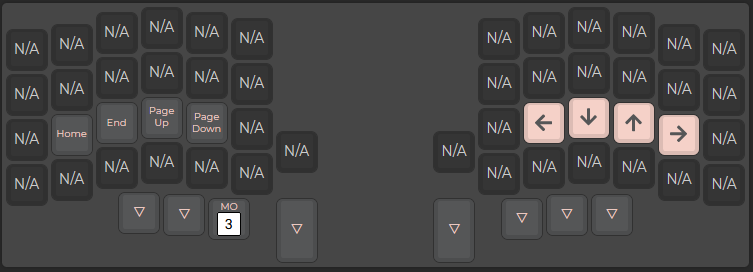 N/A N/A N/A N/A N/A N/A N/A N/A N/A N/A N/A N/A
N/A N/A N/A N/A N/A N/A N/A N/A N/A N/A N/A N/A
N/A Home End Page Up Page Down N/A N/A ← ↓ ↑ → N/A
N/A N/A
N/A N/A N/A N/A N/A N/A N/A N/A N/A N/A N/A N/A
▽ ▽ MO 3 ▽ ▽ ▽ ▽ ▽